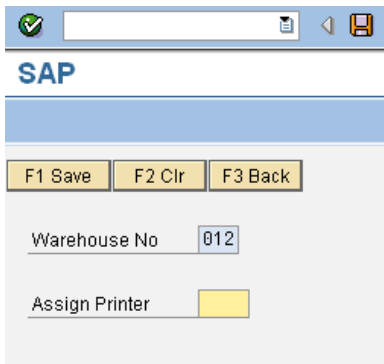 SAP
F1 Save F2 Clr F3 Back
Warehouse No 012
Assign Printer